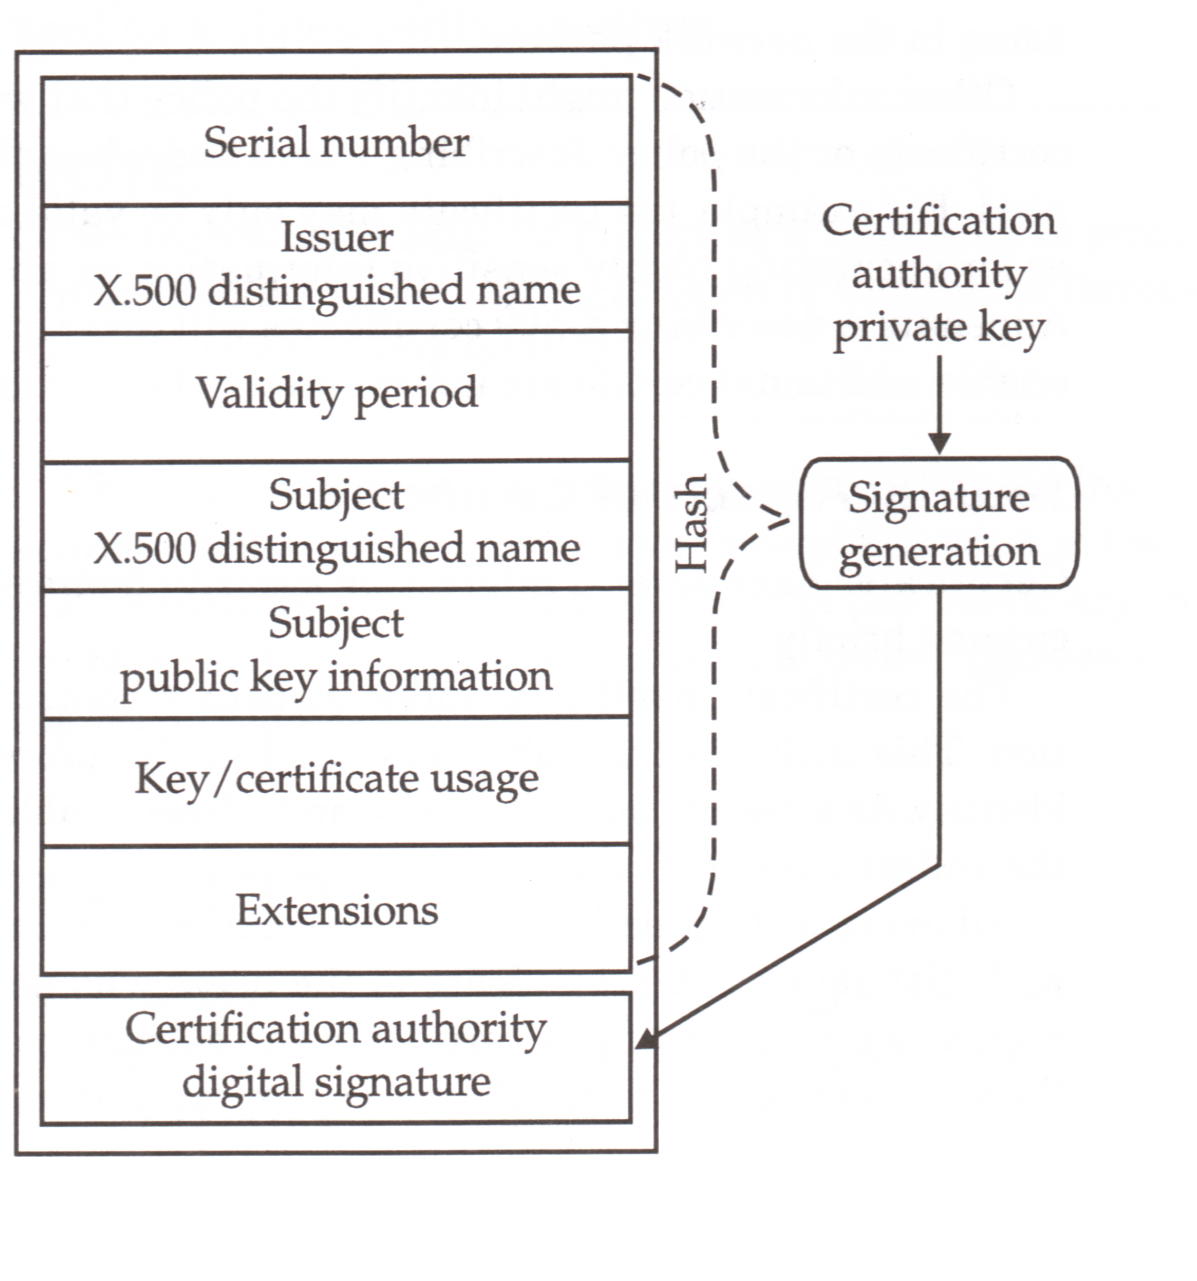 Serial number
Issuer
X.500 distinguished name
Validity period
Subject
X.500 distinguished name
Subject
public key information
Key/certificate usage
Extensions
Certification authority
digital signature
Hash
Certification
authority
private key
Signature
generation